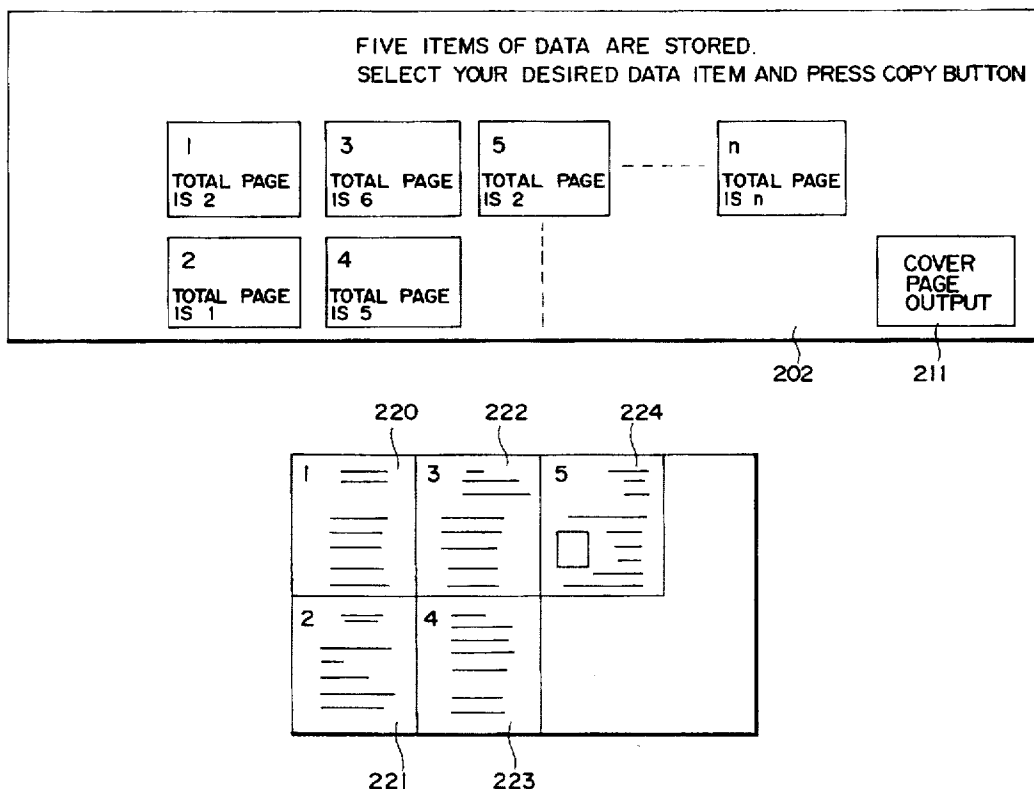 FIVE ITEMS OF DATA ARE STORED.
SELECT YOUR DESIRED DATA ITEM AND PRESS COPY BUTTON
1
TOTAL PAGE
IS 2
3
TOTAL PAGE
IS 6
5
TOTAL PAGE
IS 2
n
TOTAL PAGE
IS n
2
TOTAL PAGE
IS 1
4
TOTAL PAGE
IS 5
COVER
PAGE
OUTPUT
202
211
220
222
224
1
3
5
2
4
221
223